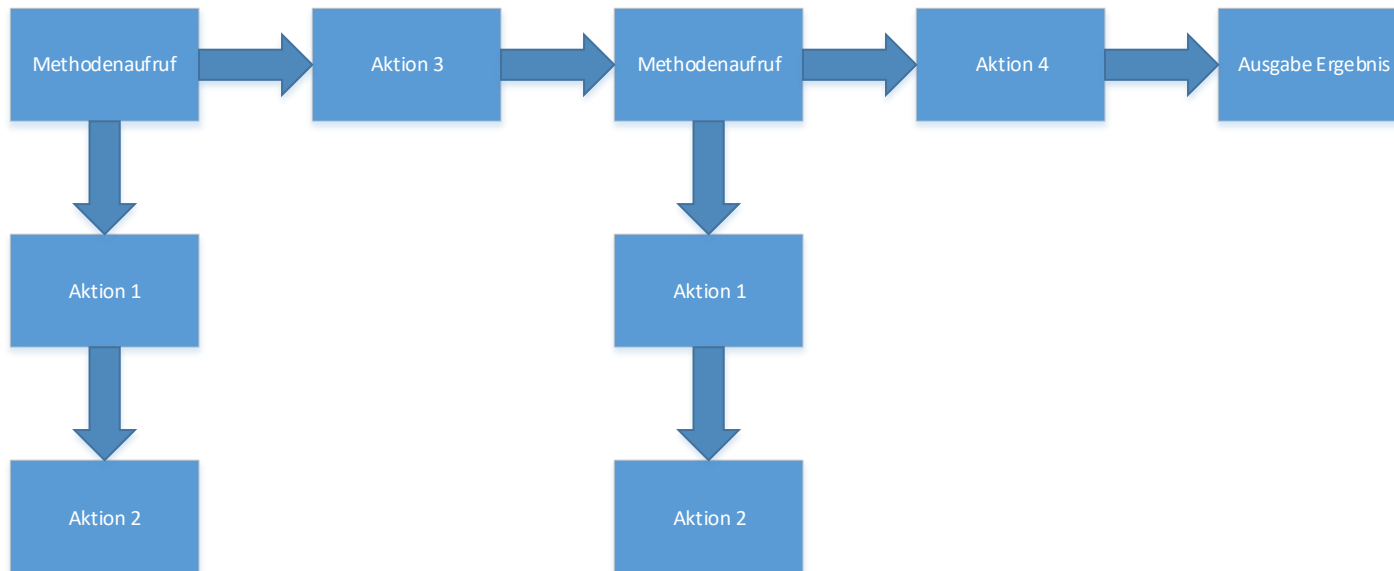 Methodenaufruf
Aktion 3
Methodenaufruf
Aktion 4
Ausgabe Ergebnis
Aktion 1
Aktion 1
Aktion 2
Aktion 2